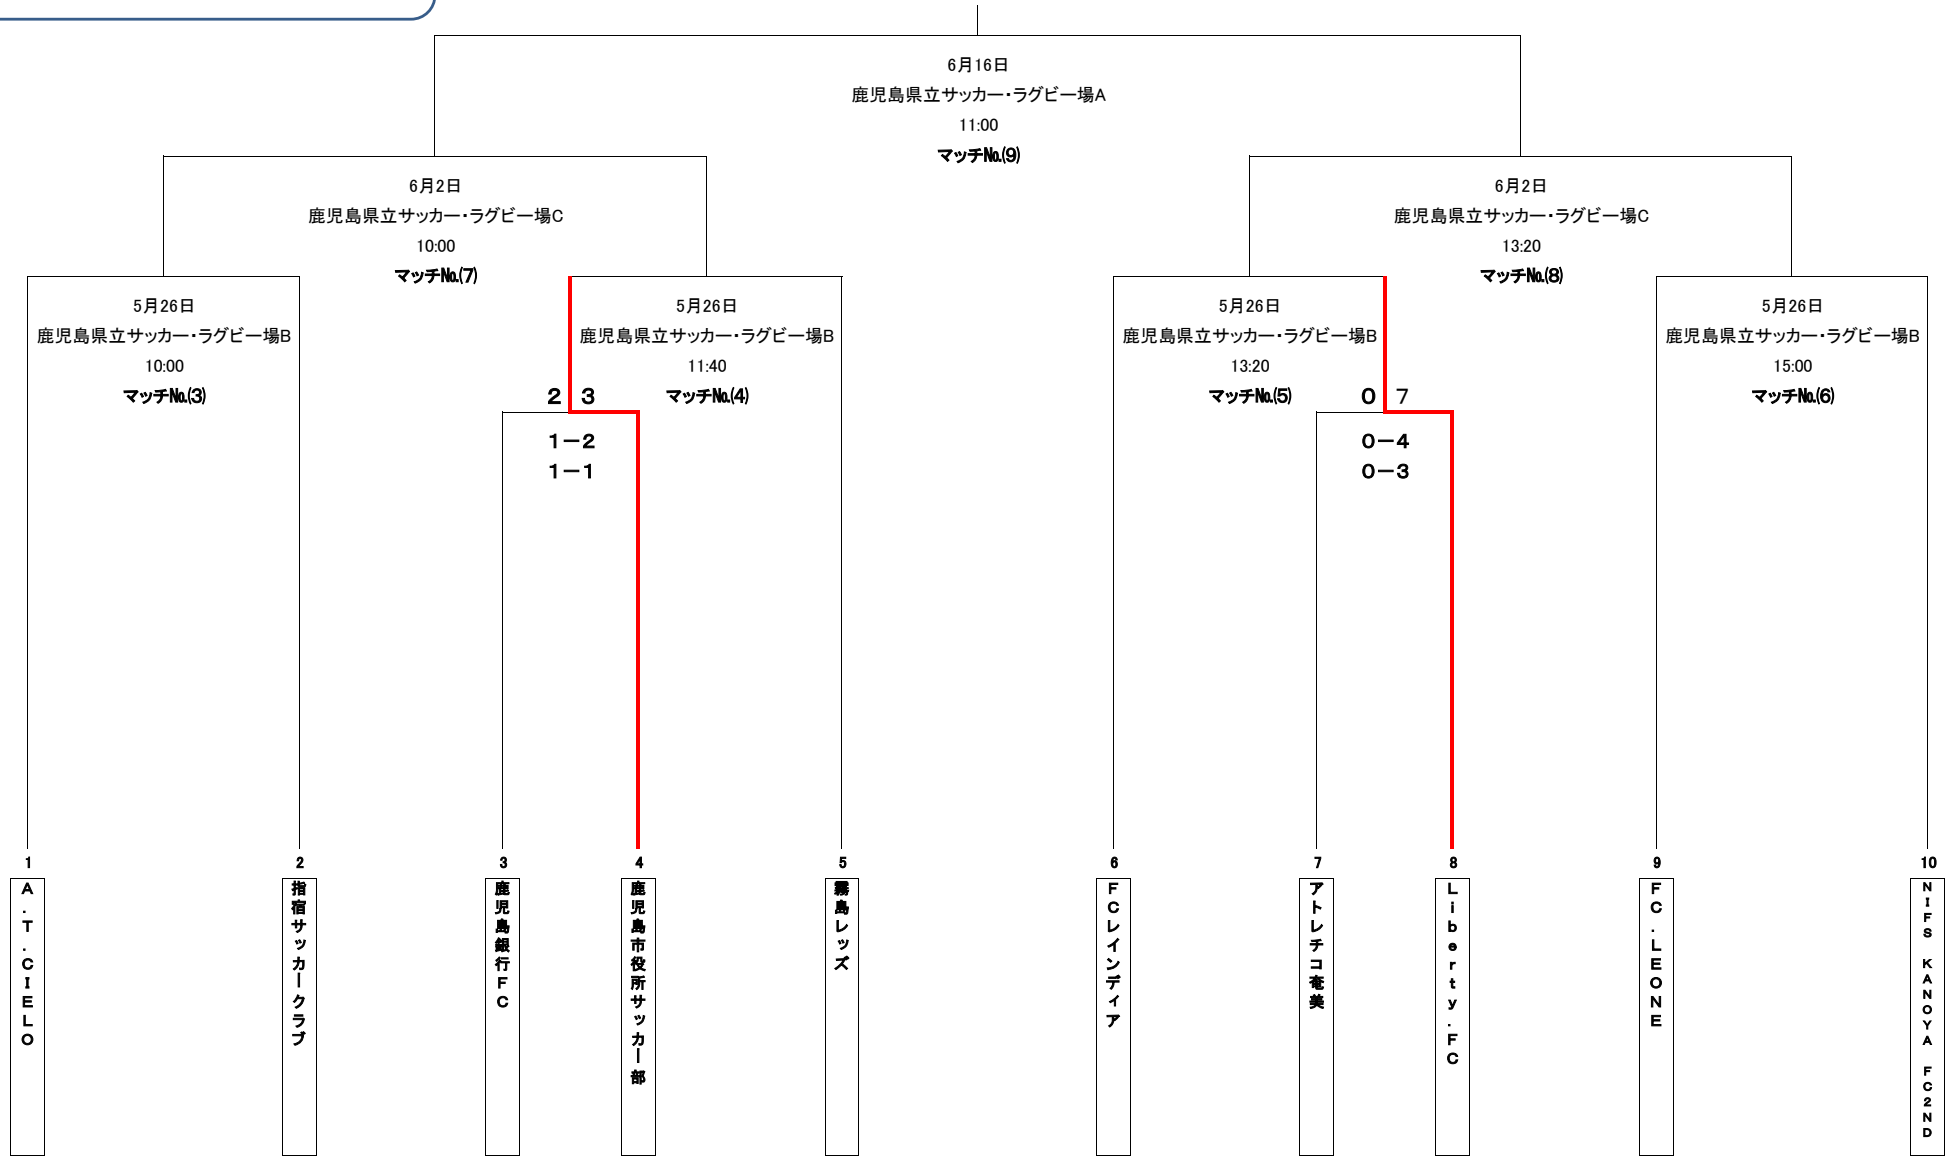 6月16日
鹿児島県立サッカー・ラグビー場A
11:00
マッチ№(9)
6月2日
鹿児島県立サッカー・ラグビー場C
10:00
マッチ№(7)
6月2日
鹿児島県立サッカー・ラグビー場C
13:20
マッチ№(8)
5月26日
鹿児島県立サッカー・ラグビー場B
10:00
マッチ№(3)
5月26日
鹿児島県立サッカー・ラグビー場B
11:40
マッチ№(4)
5月26日
鹿児島県立サッカー・ラグビー場B
13:20
マッチ№(5)
5月26日
鹿児島県立サッカー・ラグビー場B
15:00
マッチ№(6)
2 3
1－2
1－1
0 7
0－4
0－3
1
A.T.CIELO
2
指宿サッカークラブ
3
鹿児島銀行FC
4
鹿児島市役所サッカー部
5
霧島レッズ
6
FCレインディア
7
アトレチコ奄美
8
Liberty.FC
9
FC.LEONE
10
NIFS KANOYA FC2ND